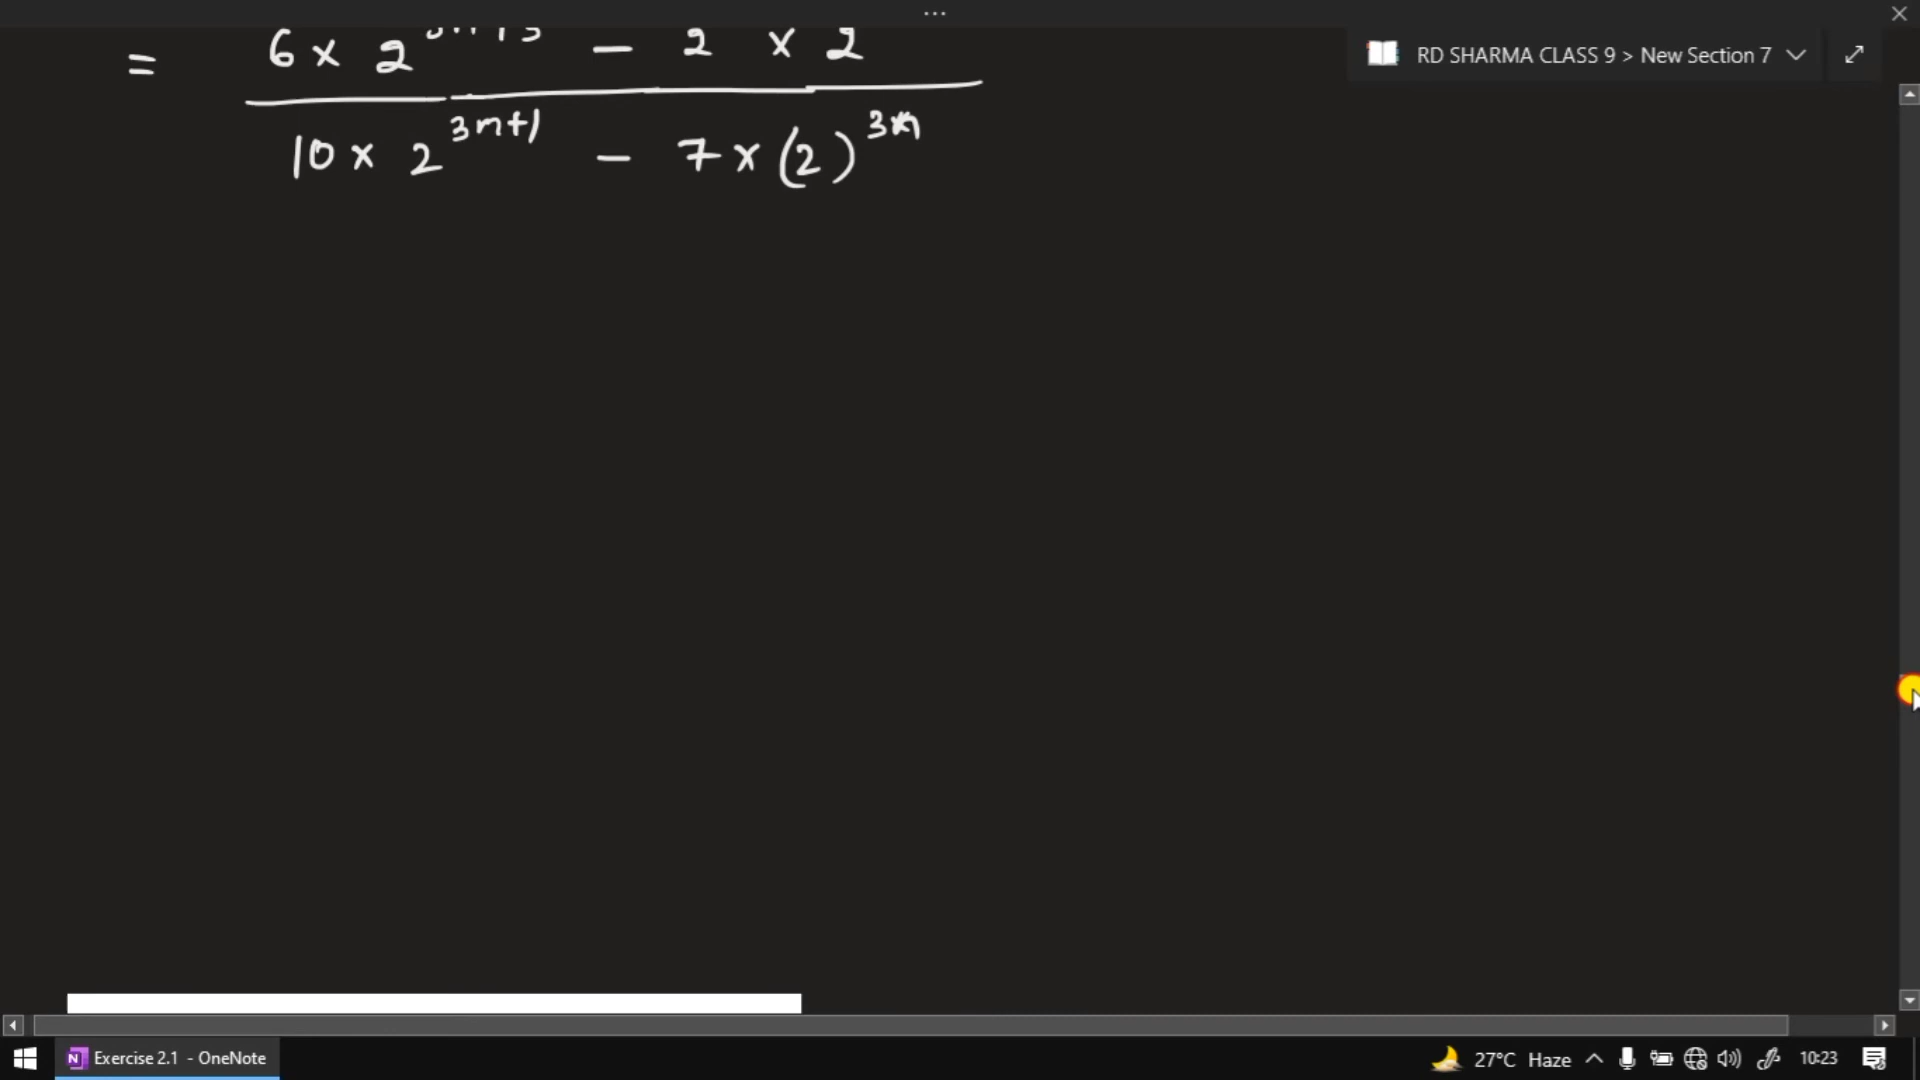 RD SHARMA CLASS 9 > New Section 7
= 6 × 2 - 2 × 2
10 × 2^3n+1 - 7 × (2)^3n
Exercise 2.1 - OneNote
27°C Haze
10:23